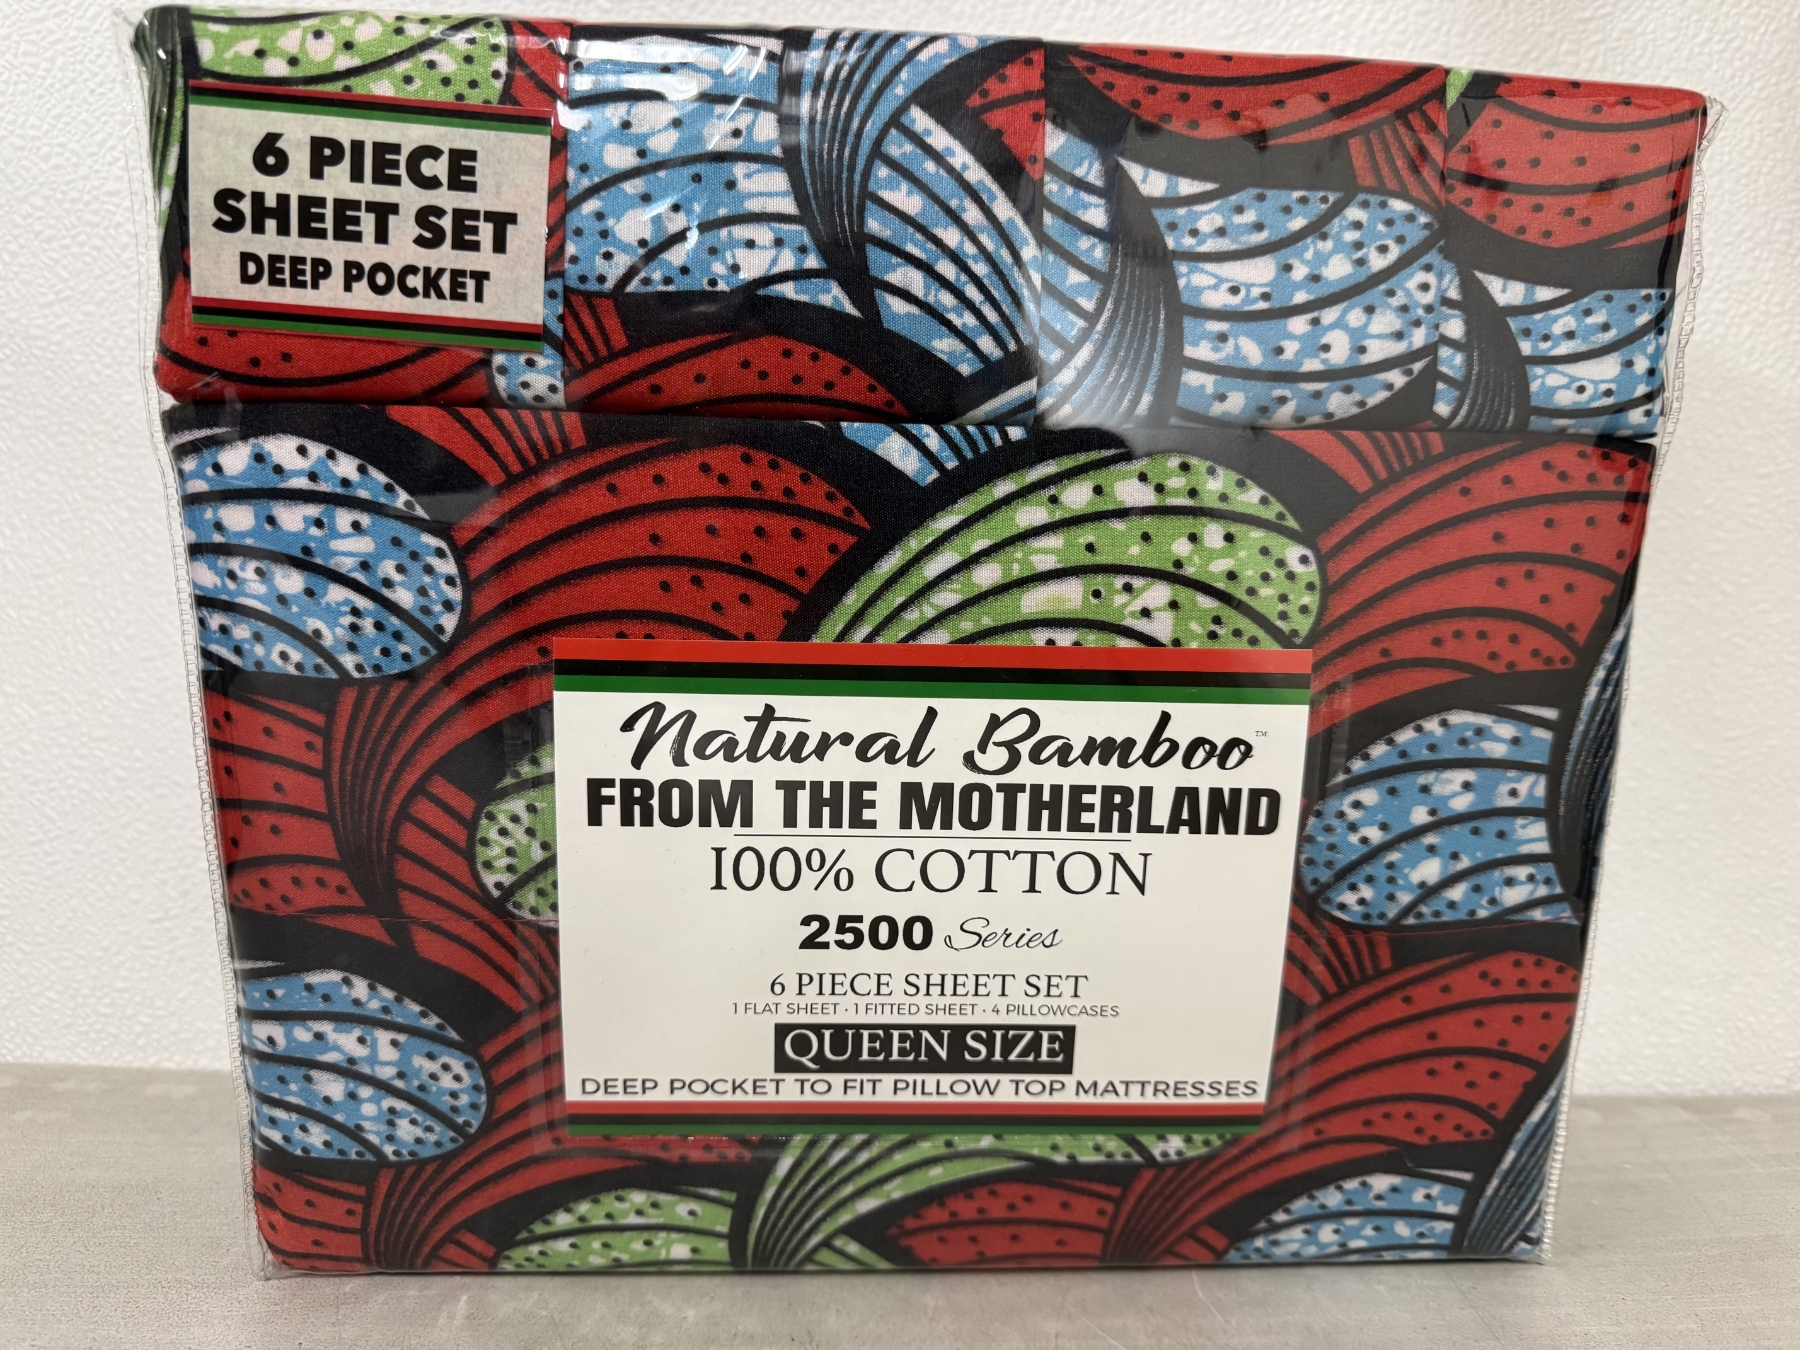 6 PIECE
SHEET SET
DEEP POCKET
Natural Bamboo™
FROM THE MOTHERLAND
100% COTTON
2500 Series
6 PIECE SHEET SET
1 FLAT SHEET · 1 FITTED SHEET · 4 PILLOWCASES
QUEEN SIZE
DEEP POCKET TO FIT PILLOW TOP MATTRESSES